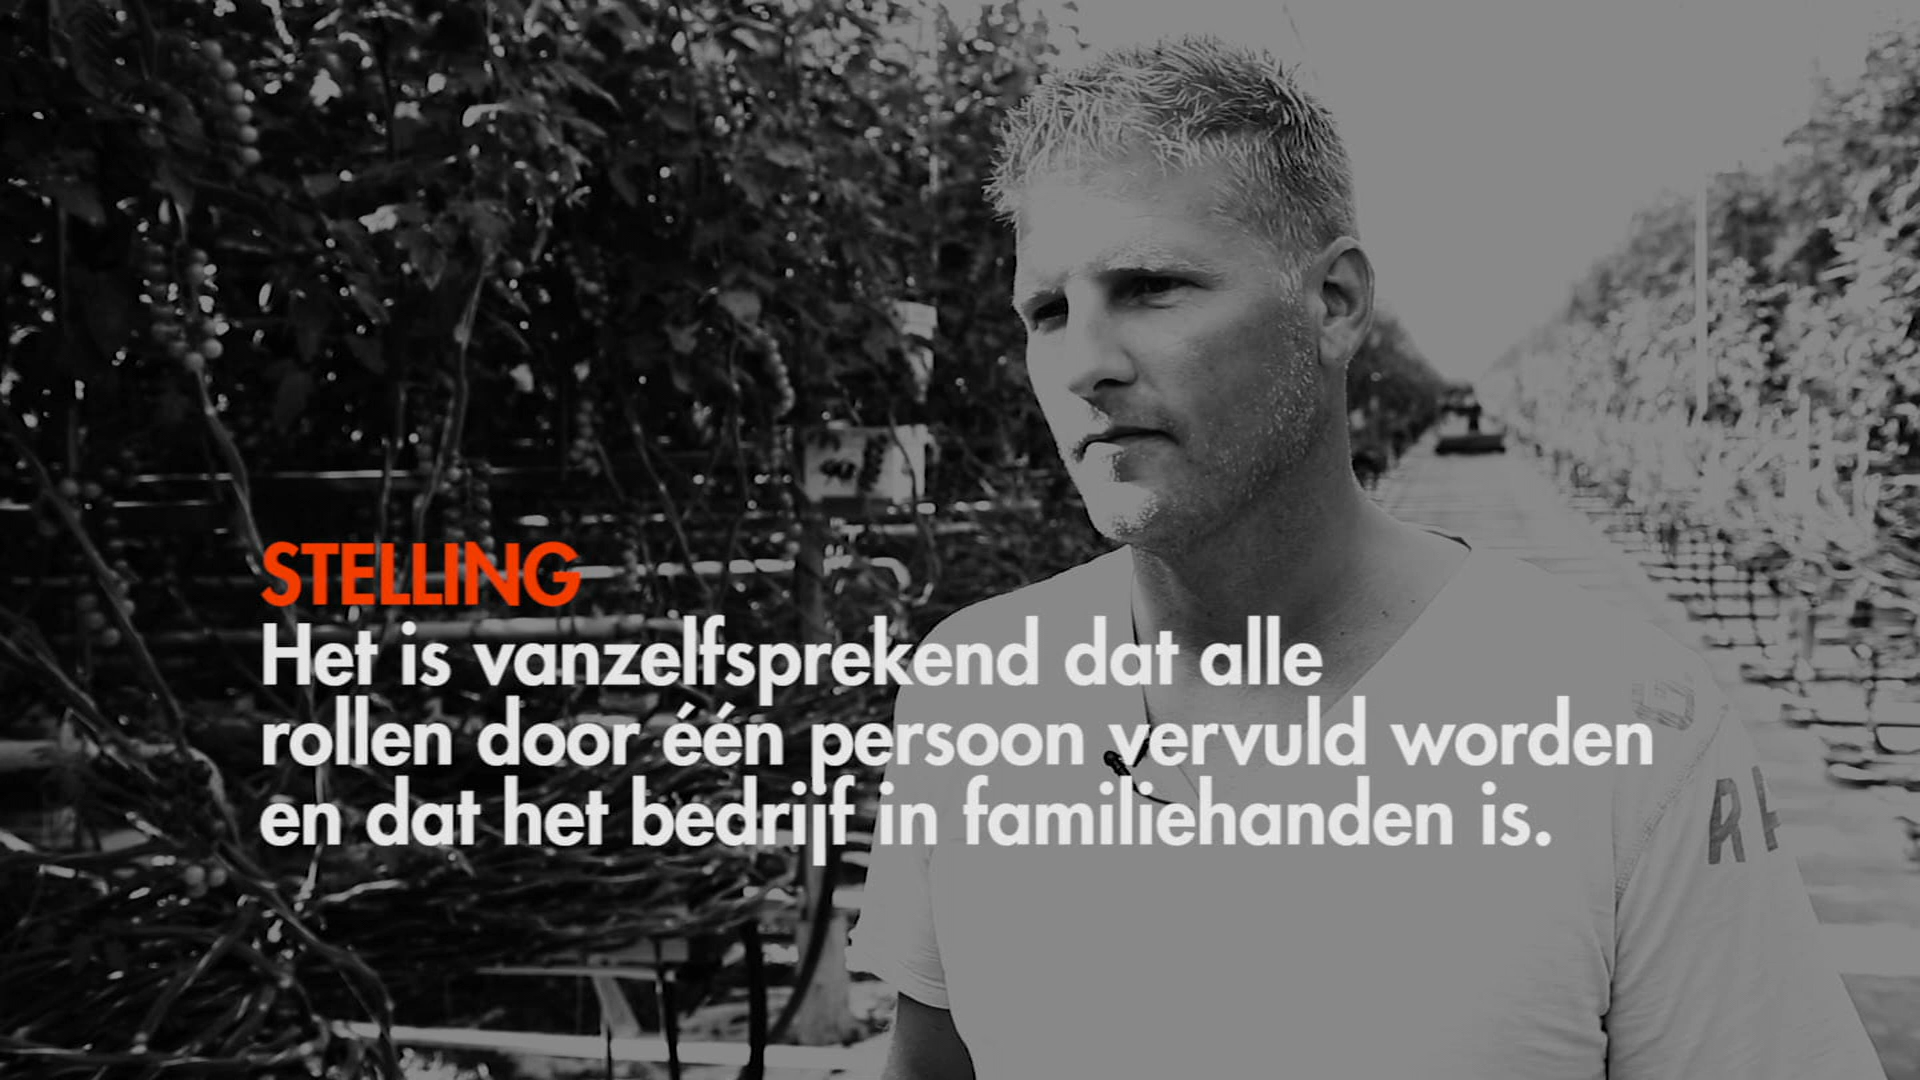 STELLING
Het is vanzelfsprekend dat alle
rollen door één persoon vervuld worden
en dat het bedrijf in familiehanden is.